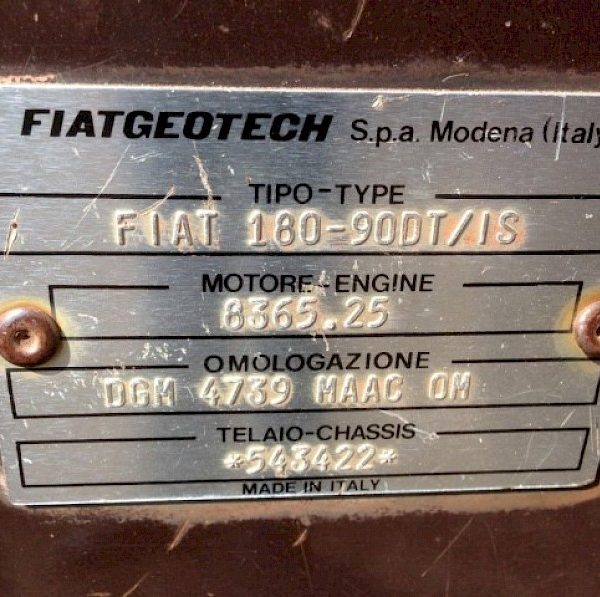 FIATGEOTECH S.p.a. Modena (Italy
TIPO-TYPE
FIAT 180-90DT/IS
MOTORE-ENGINE
8365.25
OMOLOGAZIONE
DGM 4739 MAAC OM
TELAIO-CHASSIS
*543422*
MADE IN ITALY